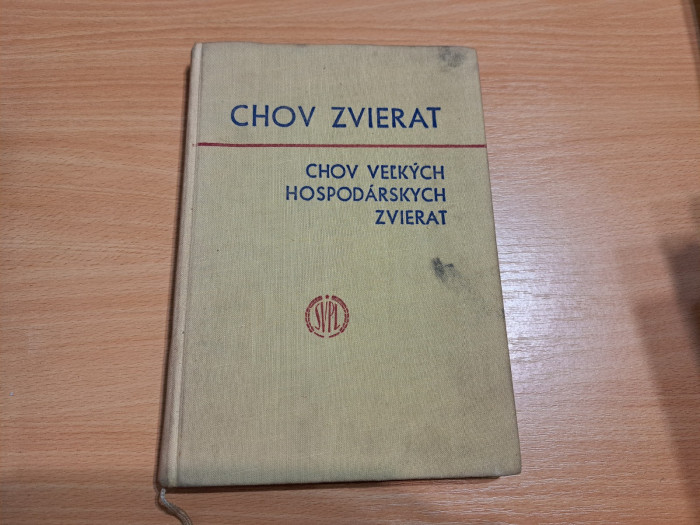 CHOV ZVIERAT
CHOV VEĽKÝCH
HOSPODÁRSKYCH
ZVIERAT
SVPL